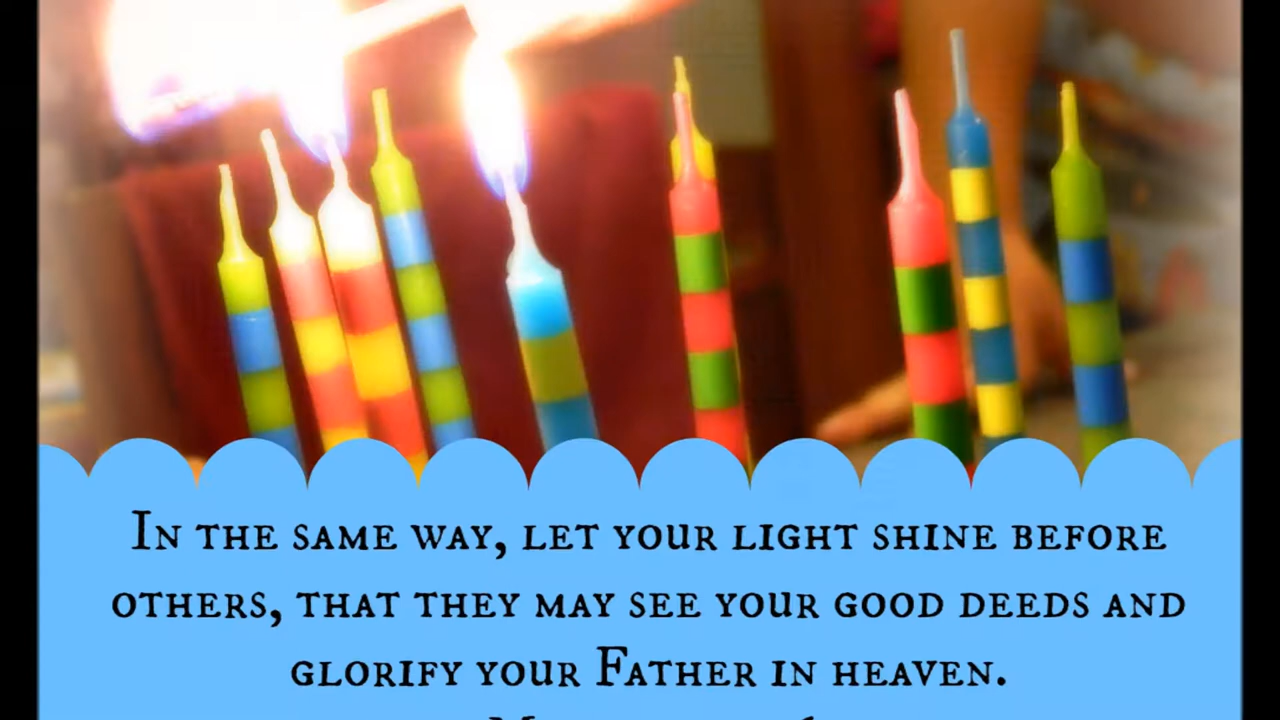 In the same way, let your light shine before
others, that they may see your good deeds and
glorify your Father in heaven.